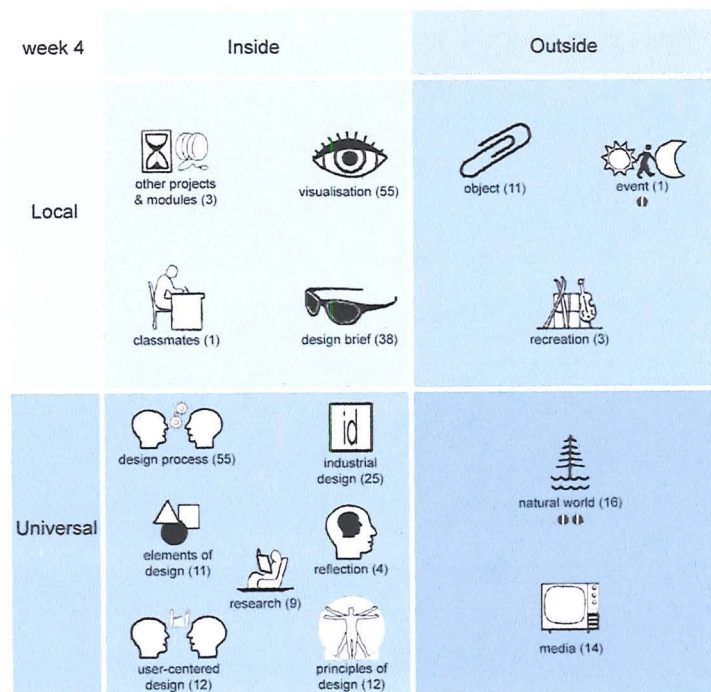 week 4
Inside
Outside
Local
other projects
& modules (3)
visualisation (55)
object (11)
event (1)
classmates (1)
design brief (38)
recreation (3)
Universal
design process (55)
id
industrial
design (25)
natural world (16)
elements of
design (11)
research (9)
reflection (4)
user-centered
design (12)
principles of
design (12)
media (14)